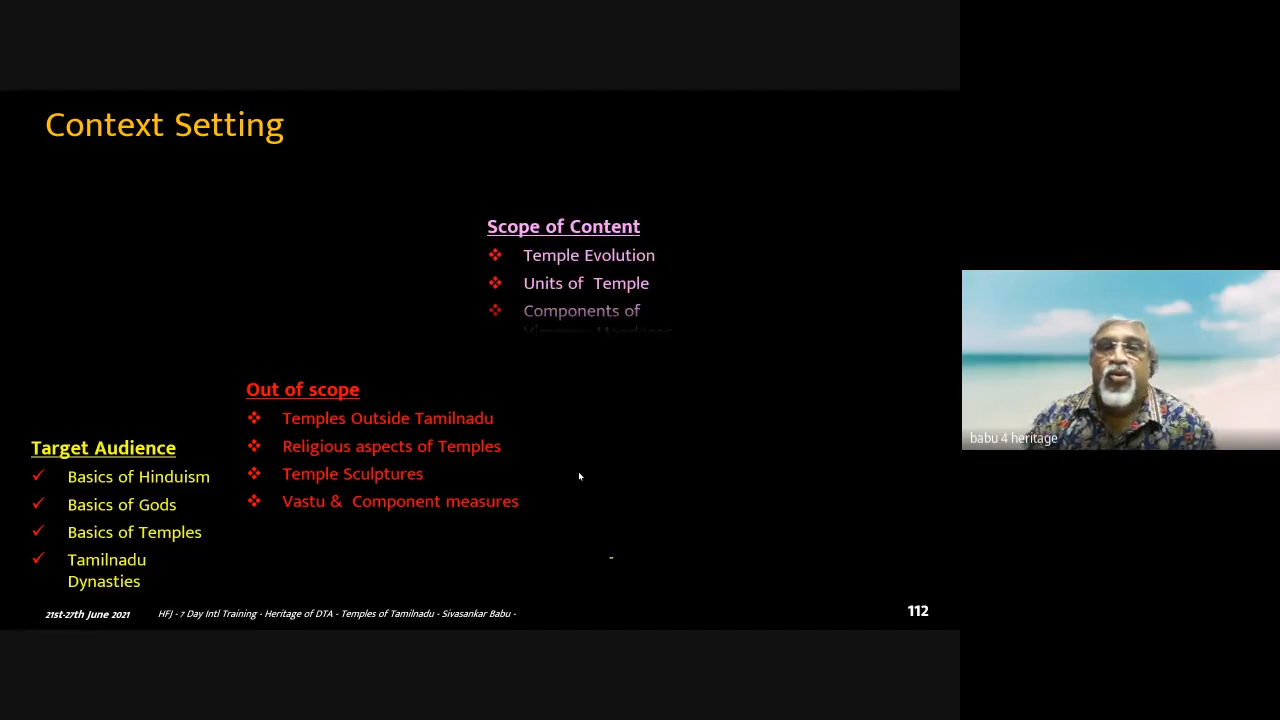 Context Setting
Scope of Content
Temple Evolution
Units of Temple
Components of
Out of scope
Temples Outside Tamilnadu
Religious aspects of Temples
Temple Sculptures
Vastu & Component measures
Target Audience
Basics of Hinduism
Basics of Gods
Basics of Temples
Tamilnadu
Dynasties
-
21st-27th June 2021
HFJ - 7 Day Intl Training - Heritage of DTA - Temples of Tamilnadu - Sivasankar Babu -
112
babu 4 heritage